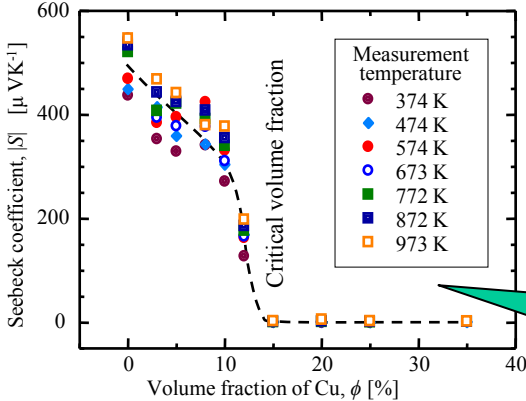 600
400
200
0
Seebeck coefficient, |S| [μ VK⁻¹]
0 10 20 30 40
Volume fraction of Cu, ϕ [%]
Critical volume fraction
Measurement
temperature
374 K
474 K
574 K
673 K
772 K
872 K
973 K